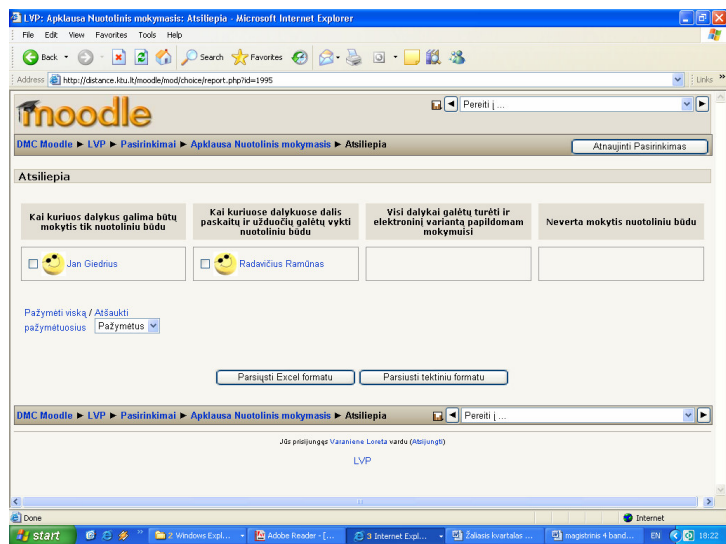 LVP: Apklausa Nuotolinis mokymasis: Atsiliepia - Microsoft Internet Explorer
File Edit View Favorites Tools Help
Back Search Favorites
Address http://distance.ktu.lt/moodle/mod/choice/report.php?id=1995 Links »
moodle Pereiti į ...
DMC Moodle ► LVP ► Pasirinkimai ► Apklausa Nuotolinis mokymasis ► Atsiliepia Atnaujinti Pasirinkimas
Atsiliepia
Kai kuriuos dalykus galima būtų mokytis tik nuotoliniu būdu
Kai kuriuose dalykuose dalis paskaitų ir užduočių galėtų vykti nuotoliniu būdu
Visi dalykai galėtų turėti ir elektroninį variantą papildomam mokymuisi
Neverta mokytis nuotoliniu būdu
Jan Giedrius Radavičius Ramūnas
Pažymėti viską / Atšaukti
pažymėtuosius Pažymėtus
Parsiųsti Excel formatu Parsiusti tektiniu formatu
DMC Moodle ► LVP ► Pasirinkimai ► Apklausa Nuotolinis mokymasis ► Atsiliepia Pereiti į ...
Jūs prisijungęs Varaniene Loreta vardu (Atsijungti)
LVP
Done Internet
start » 2 Windows Expl... Adobe Reader - [... 3 Internet Expl... Žaliasis kvartalas ... magistrinis 4 band... EN 18:22